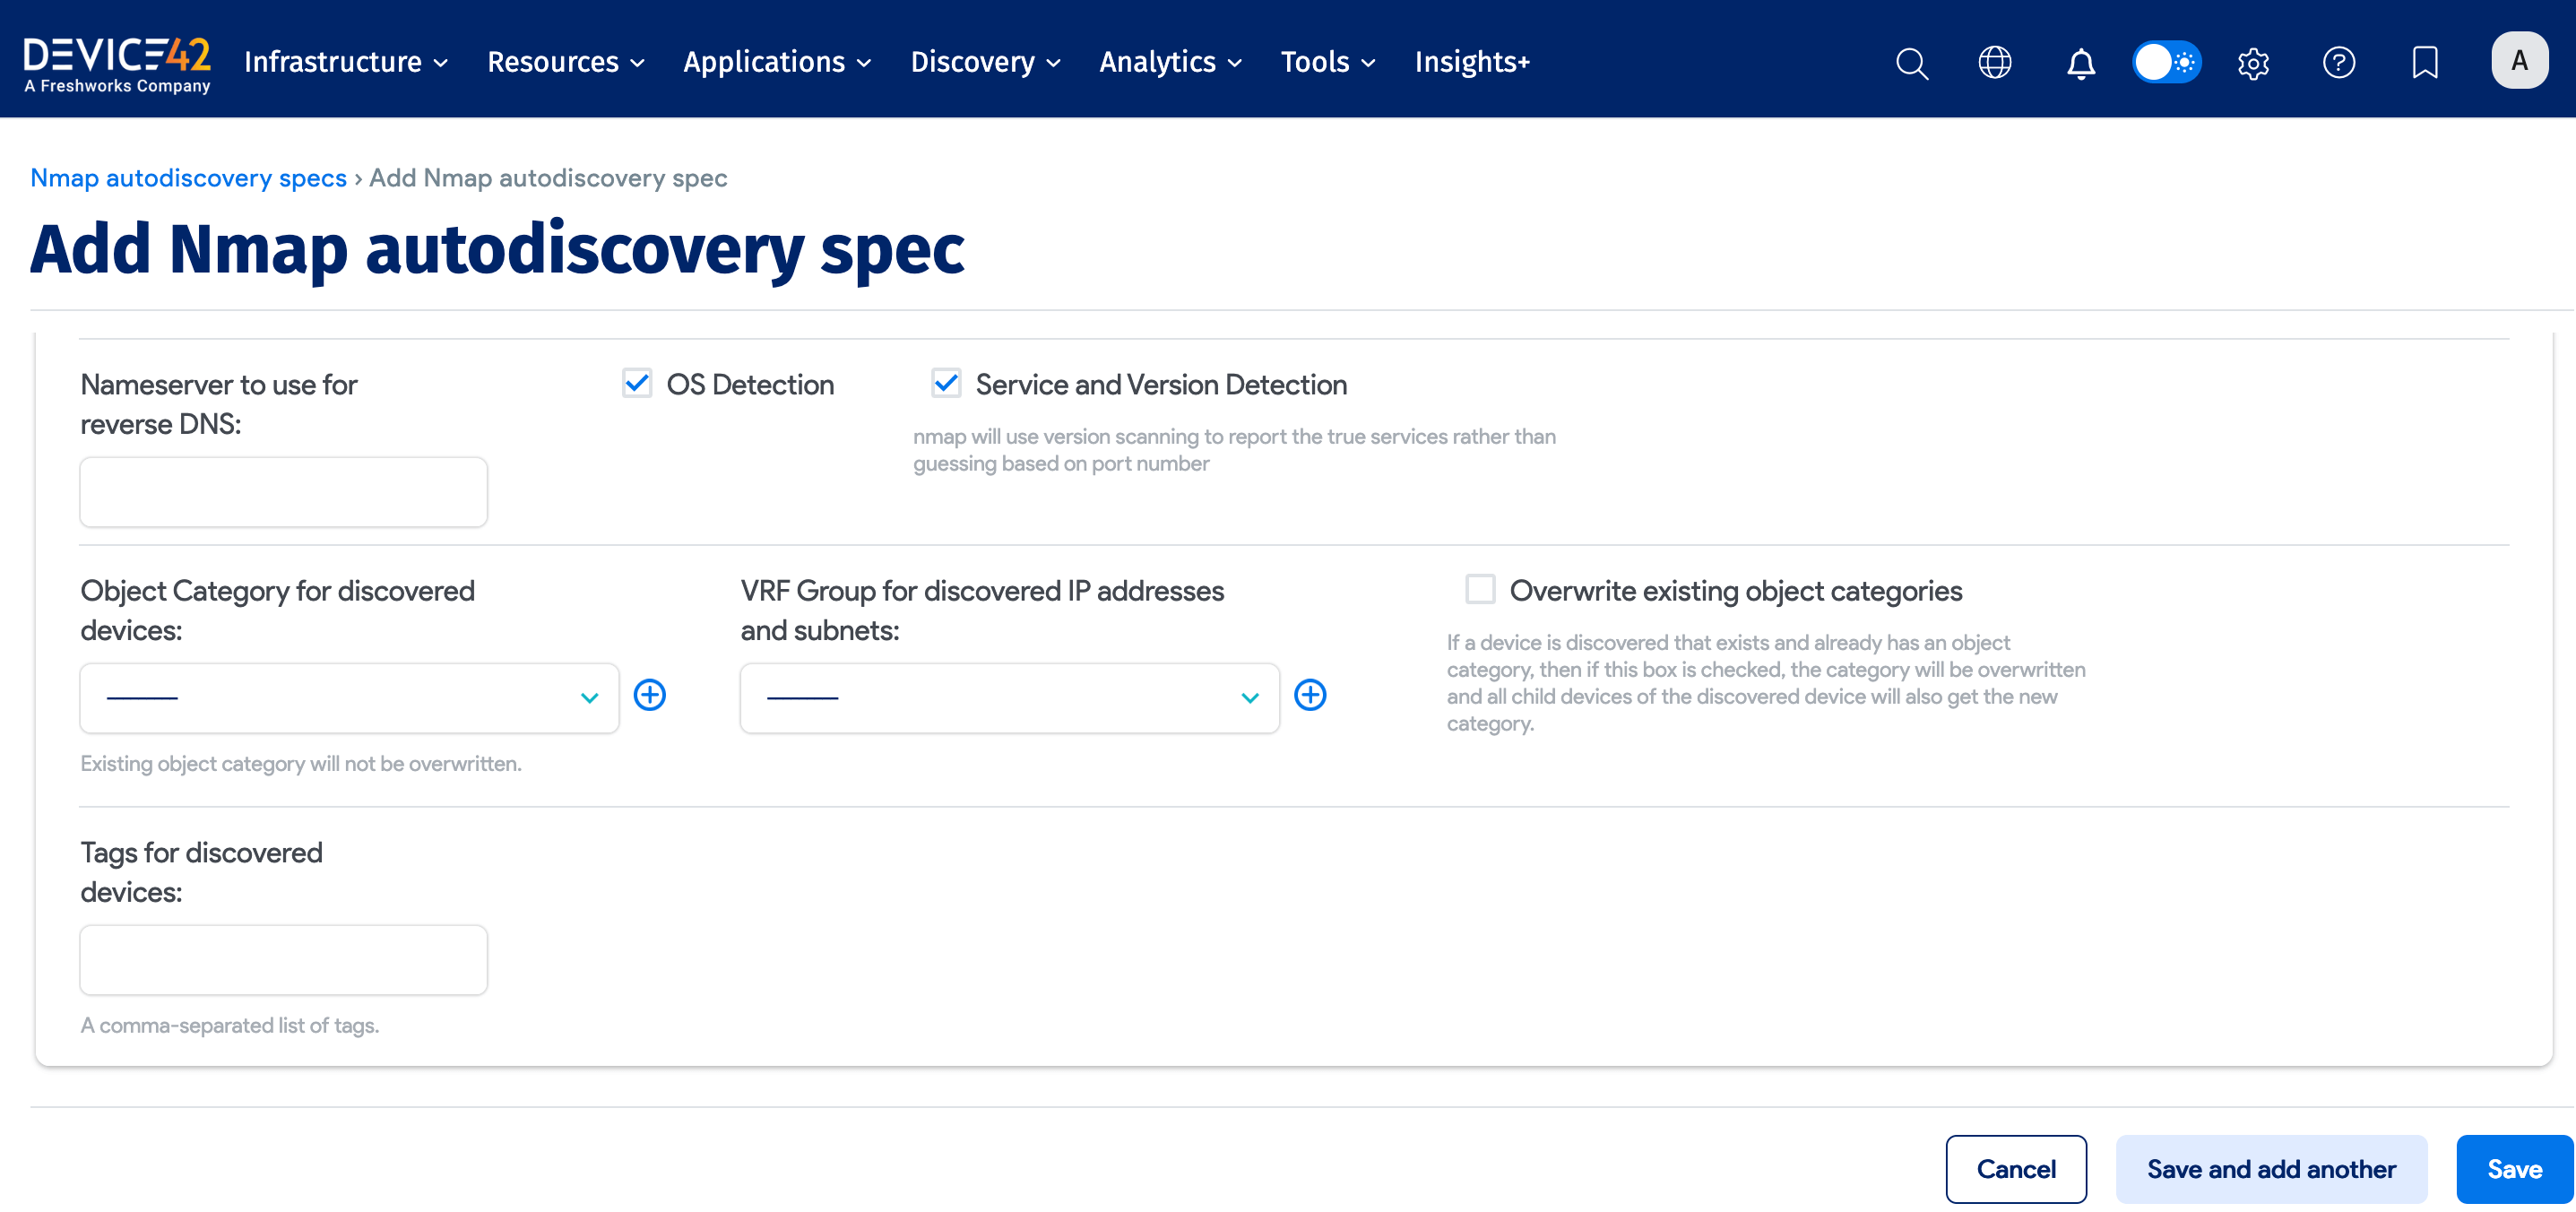 DEVICE42
A Freshworks Company
Infrastructure
Resources
Applications
Discovery
Analytics
Tools
Insights+
A
Nmap autodiscovery specs › Add Nmap autodiscovery spec
Add Nmap autodiscovery spec
Nameserver to use for
reverse DNS:
OS Detection
Service and Version Detection
nmap will use version scanning to report the true services rather than
guessing based on port number
Object Category for discovered
devices:
Existing object category will not be overwritten.
VRF Group for discovered IP addresses
and subnets:
Overwrite existing object categories
If a device is discovered that exists and already has an object
category, then if this box is checked, the category will be overwritten
and all child devices of the discovered device will also get the new
category.
Tags for discovered
devices:
A comma-separated list of tags.
Cancel
Save and add another
Save